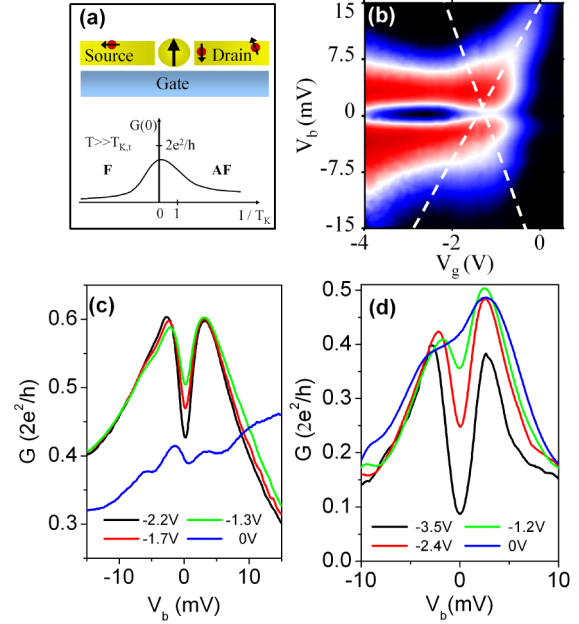 (a)
Source
Drain
Gate
G(0)
T>>T_K,t
2e²/h
F
AF
0
1
I / T_K
(b)
15
7.5
0
-7.5
-15
V_b (mV)
-4
-2
0
V_g (V)
(c)
0.6
0.5
0.4
0.3
G (2e²/h)
-2.2V
-1.3V
-1.7V
0V
-10
0
10
V_b (mV)
(d)
0.5
0.4
0.3
0.2
0.1
0.0
G (2e²/h)
-3.5V
-1.2V
-2.4V
0V
-10
-5
0
5
10
V_b (mV)